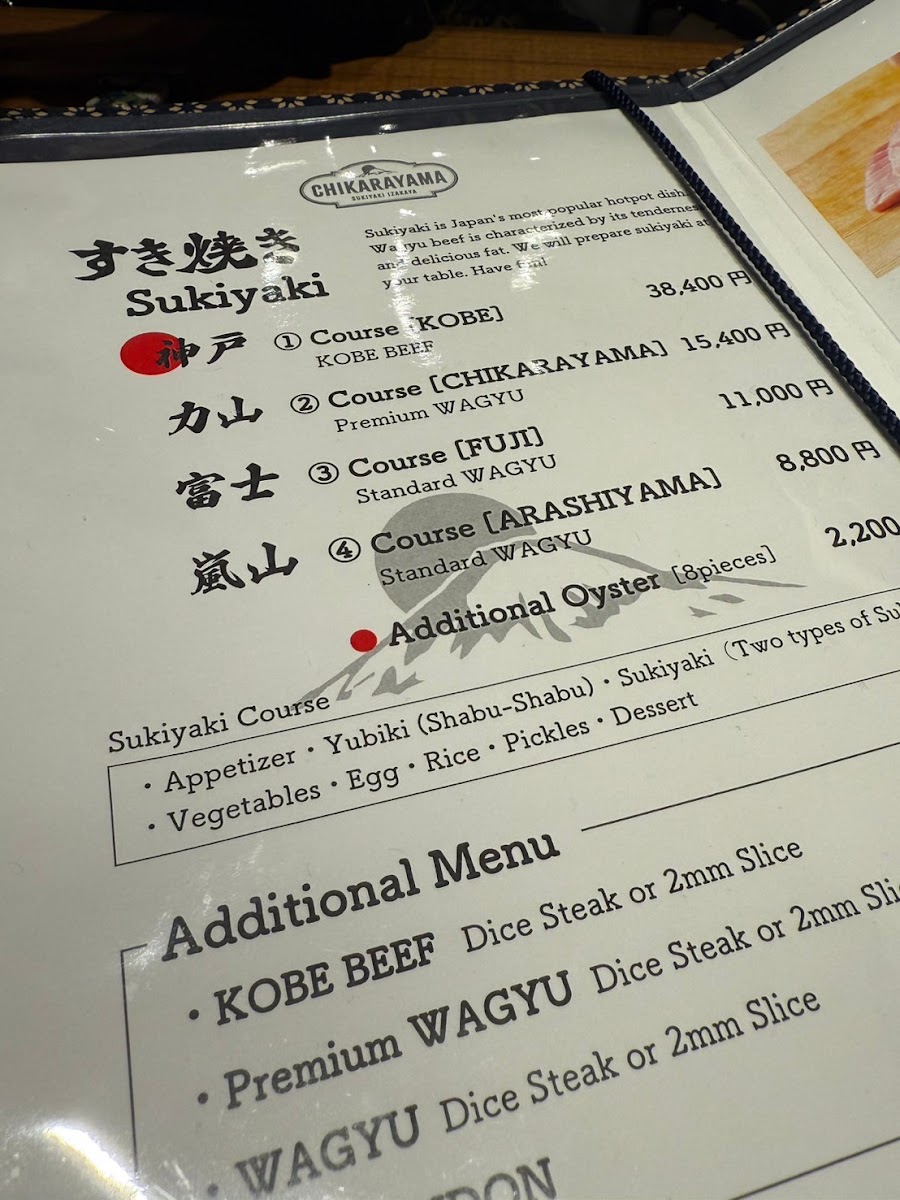 CHIKARAYAMA
SUKIYAKI IZAKAYA
すき焼き
Sukiyaki
Sukiyaki is Japan's most popular hotpot dish.
Wagyu beef is characterized by its tenderness
and delicious fat. We will prepare sukiyaki at
your table. Have fun!
神戸 ① Course [KOBE] 38,400 円
KOBE BEEF
力山 ② Course [CHIKARAYAMA] 15,400 円
Premium WAGYU
富士 ③ Course [FUJI] 11,000 円
Standard WAGYU
嵐山 ④ Course [ARASHIYAMA] 8,800 円
Standard WAGYU
Additional Oyster [8pieces] 2,200
Sukiyaki Course
・Appetizer・Yubiki (Shabu-Shabu)・Sukiyaki (Two types of
・Vegetables・Egg・Rice・Pickles・Dessert
Additional Menu
・KOBE BEEF Dice Steak or 2mm Slice
・Premium WAGYU Dice Steak or 2mm
・WAGYU Dice Steak or 2mm Slice